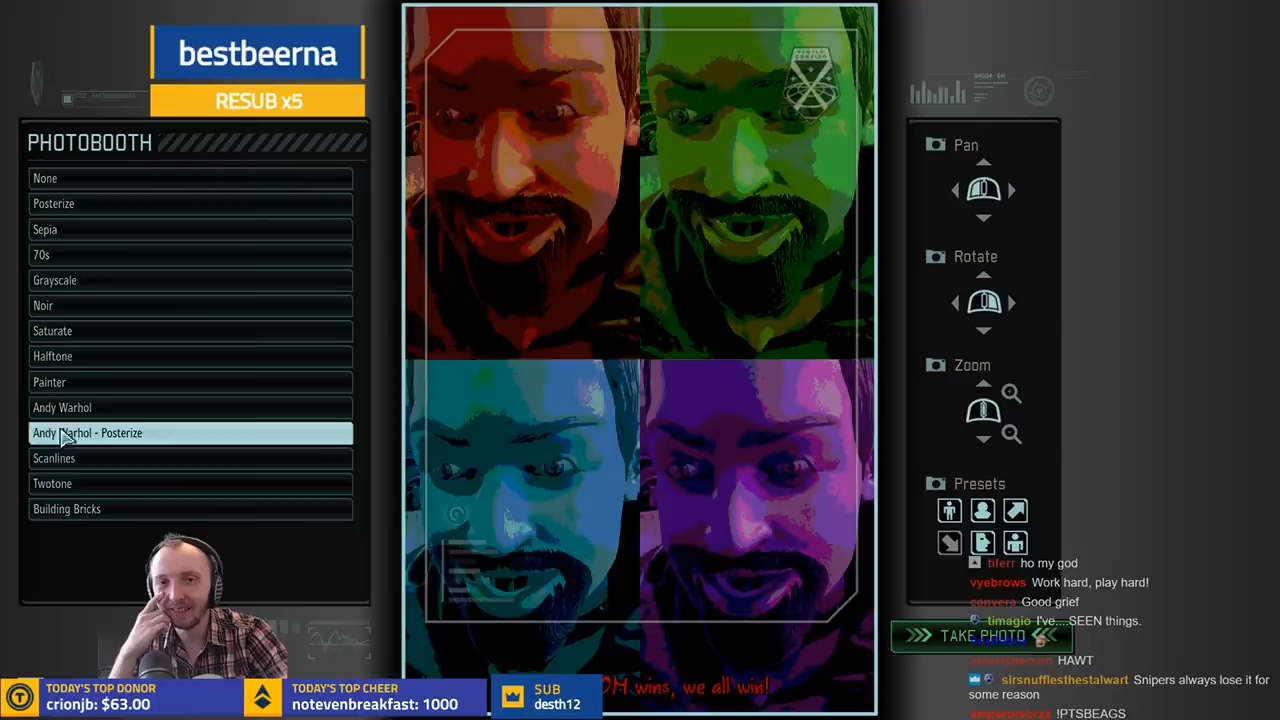 bestbeerna
RESUB x5
PHOTOBOOTH
None
Posterize
Sepia
70s
Grayscale
Noir
Saturate
Halftone
Painter
Andy Warhol
Andy Warhol - Posterize
Scanlines
Twotone
Building Bricks
VIGILO
CONFIDO
wins, we all win!
Pan
Rotate
Zoom
Presets
TAKE PHOTO
tiferr ho my god
vyebrows Work hard, play hard!
Good grief
timagio I've....SEEN things.
HAWT
sirsnufflesthestalwart Snipers always lose it for
some reason
!PTSBEAGS
TODAY'S TOP DONOR
crionjb: $63.00
TODAY'S TOP CHEER
notevenbreakfast: 1000
SUB
desth12